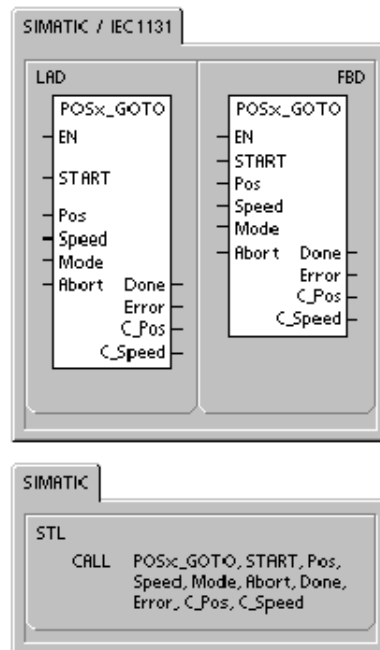 SIMATIC / IEC1131
LAD
POSx_GOTO
EN
START
Pos
Speed
Mode
Abort Done
Error
C_Pos
C_Speed
FBD
POSx_GOTO
EN
START
Pos
Speed
Mode
Abort Done
Error
C_Pos
C_Speed
SIMATIC
STL
CALL POSx_GOTO, START, Pos,
Speed, Mode, Abort, Done,
Error, C_Pos, C_Speed